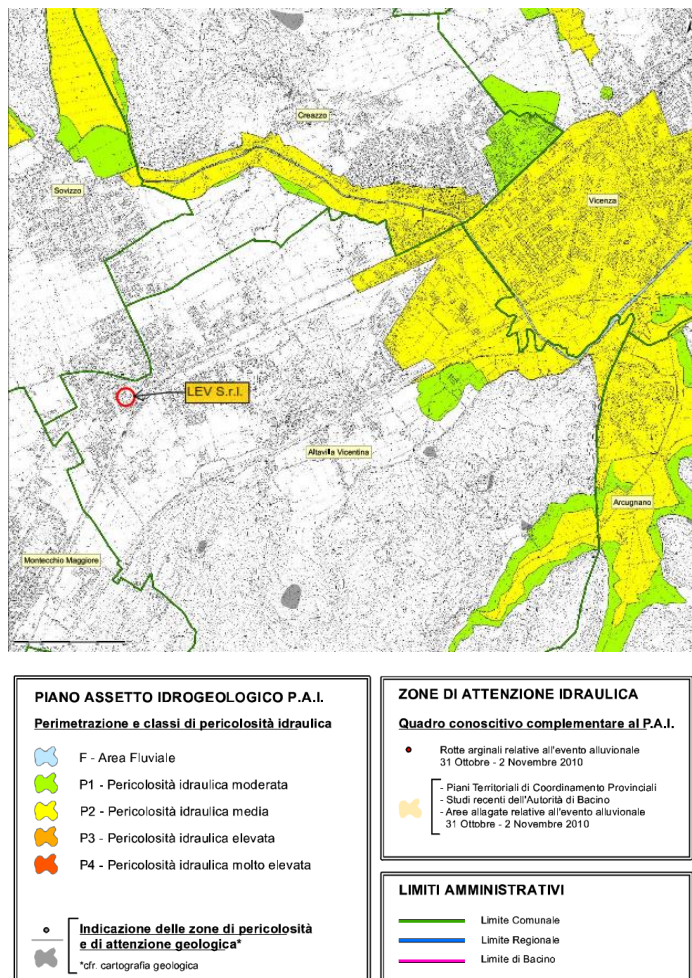 Creazzo
Sovizzo
Vicenza
LEV S.r.l.
Altavilla Vicentina
Arcugnano
Montecchio Maggiore
PIANO ASSETTO IDROGEOLOGICO P.A.I.
Perimetrazione e classi di pericolosità idraulica
F - Area Fluviale
P1 - Pericolosità idraulica moderata
P2 - Pericolosità idraulica media
P3 - Pericolosità idraulica elevata
P4 - Pericolosità idraulica molto elevata
Indicazione delle zone di pericolosità
e di attenzione geologica*
*cfr. cartografia geologica
ZONE DI ATTENZIONE IDRAULICA
Quadro conoscitivo complementare al P.A.I.
Rotte arginali relative all'evento alluvionale
31 Ottobre - 2 Novembre 2010
- Piani Territoriali di Coordinamento Provinciali
- Studi recenti dell'Autorità di Bacino
- Aree allagate relative all'evento alluvionale
31 Ottobre - 2 Novembre 2010
LIMITI AMMINISTRATIVI
Limite Comunale
Limite Regionale
Limite di Bacino